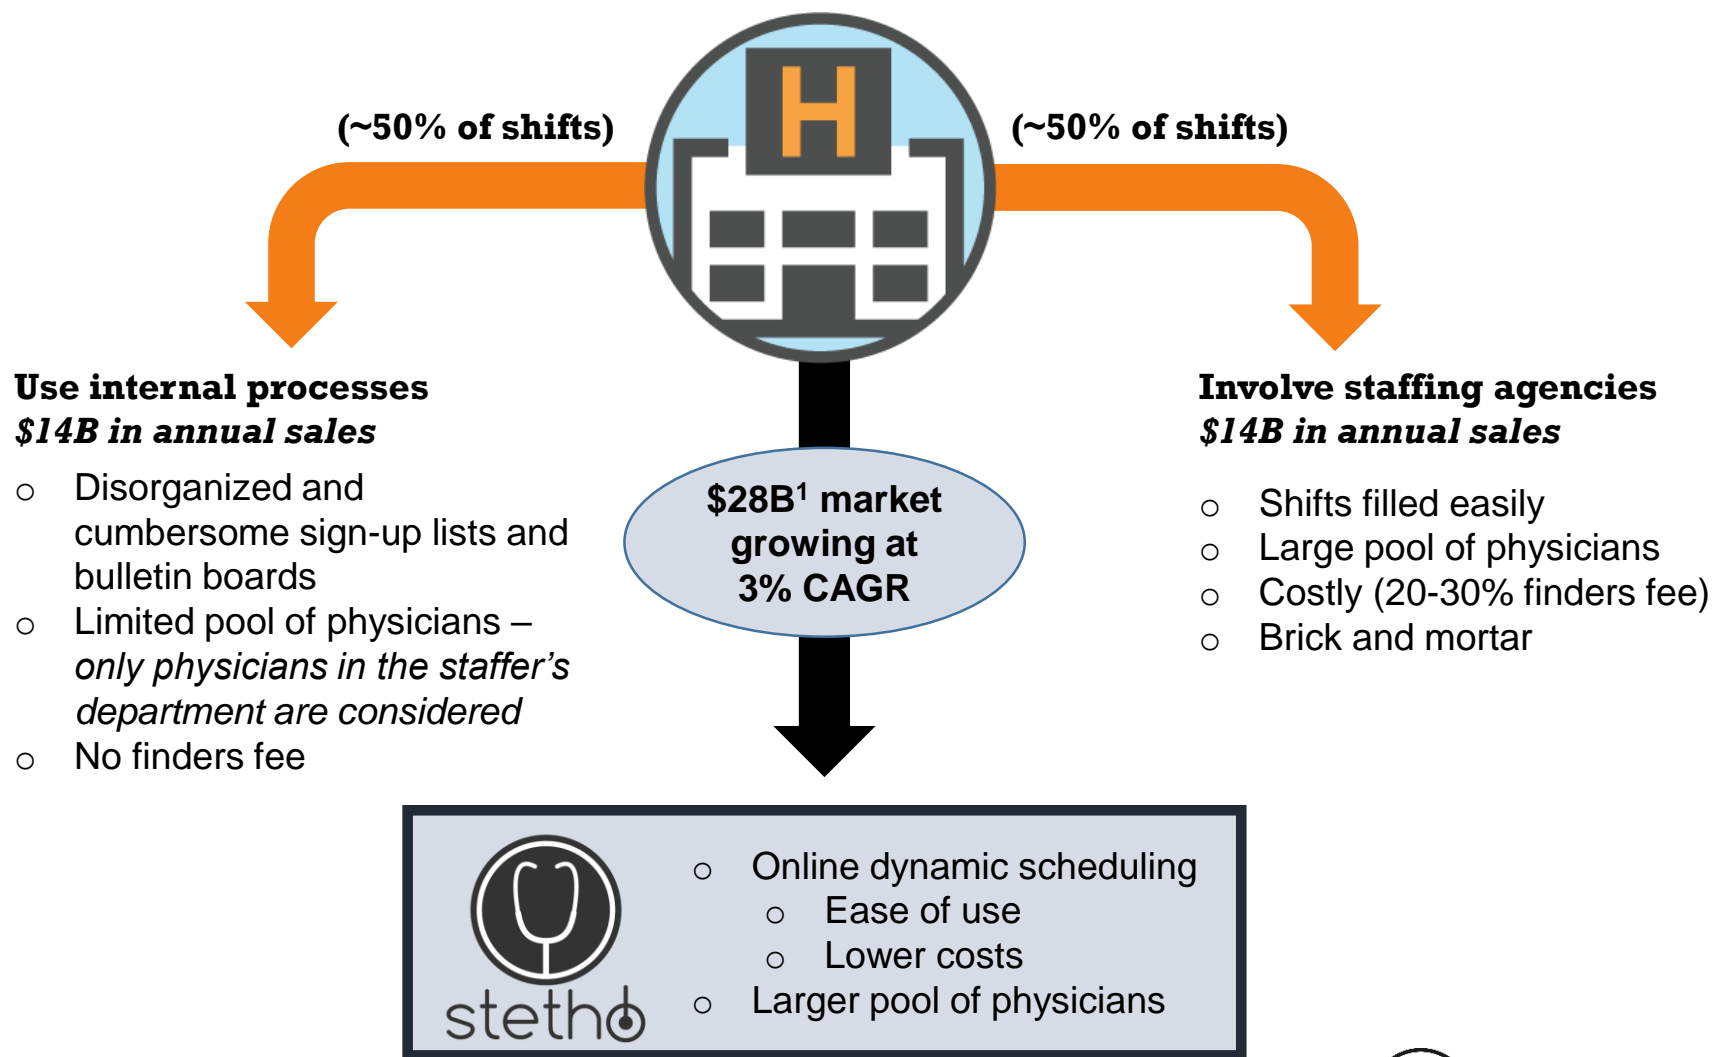 H
(~50% of shifts)
(~50% of shifts)
Use internal processes
$14B in annual sales
o Disorganized and
cumbersome sign-up lists and
bulletin boards
o Limited pool of physicians –
only physicians in the staffer’s
department are considered
o No finders fee
$28B¹ market
growing at
3% CAGR
Involve staffing agencies
$14B in annual sales
o Shifts filled easily
o Large pool of physicians
o Costly (20-30% finders fee)
o Brick and mortar
stetho
o Online dynamic scheduling
o Ease of use
o Lower costs
o Larger pool of physicians